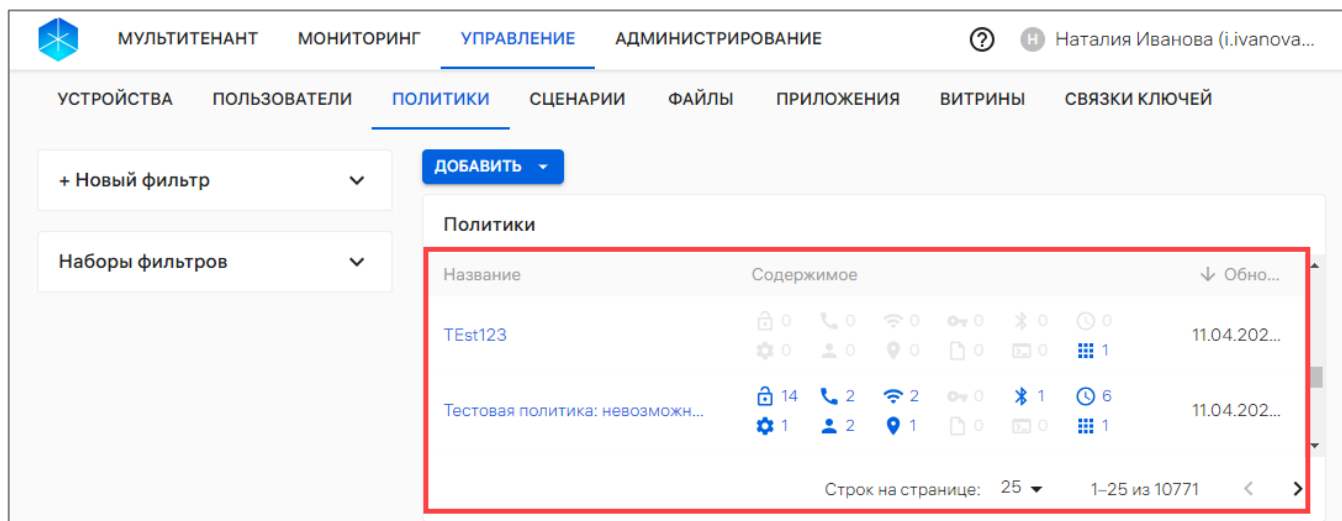 МУЛЬТИТЕНАНТ МОНИТОРИНГ УПРАВЛЕНИЕ АДМИНИСТРИРОВАНИЕ ? Н Наталия Иванова (i.ivanova...
УСТРОЙСТВА ПОЛЬЗОВАТЕЛИ ПОЛИТИКИ СЦЕНАРИИ ФАЙЛЫ ПРИЛОЖЕНИЯ ВИТРИНЫ СВЯЗКИ КЛЮЧЕЙ
+ Новый фильтр
Наборы фильтров
ДОБАВИТЬ
Политики
Название Содержимое Обно...
TEst123
0 0 0 0 0 0
0 0 0 0 0 1
11.04.202...
Тестовая политика: невозможн...
14 2 2 0 1 6
1 2 1 0 0 1
11.04.202...
Строк на странице: 25 1–25 из 10771